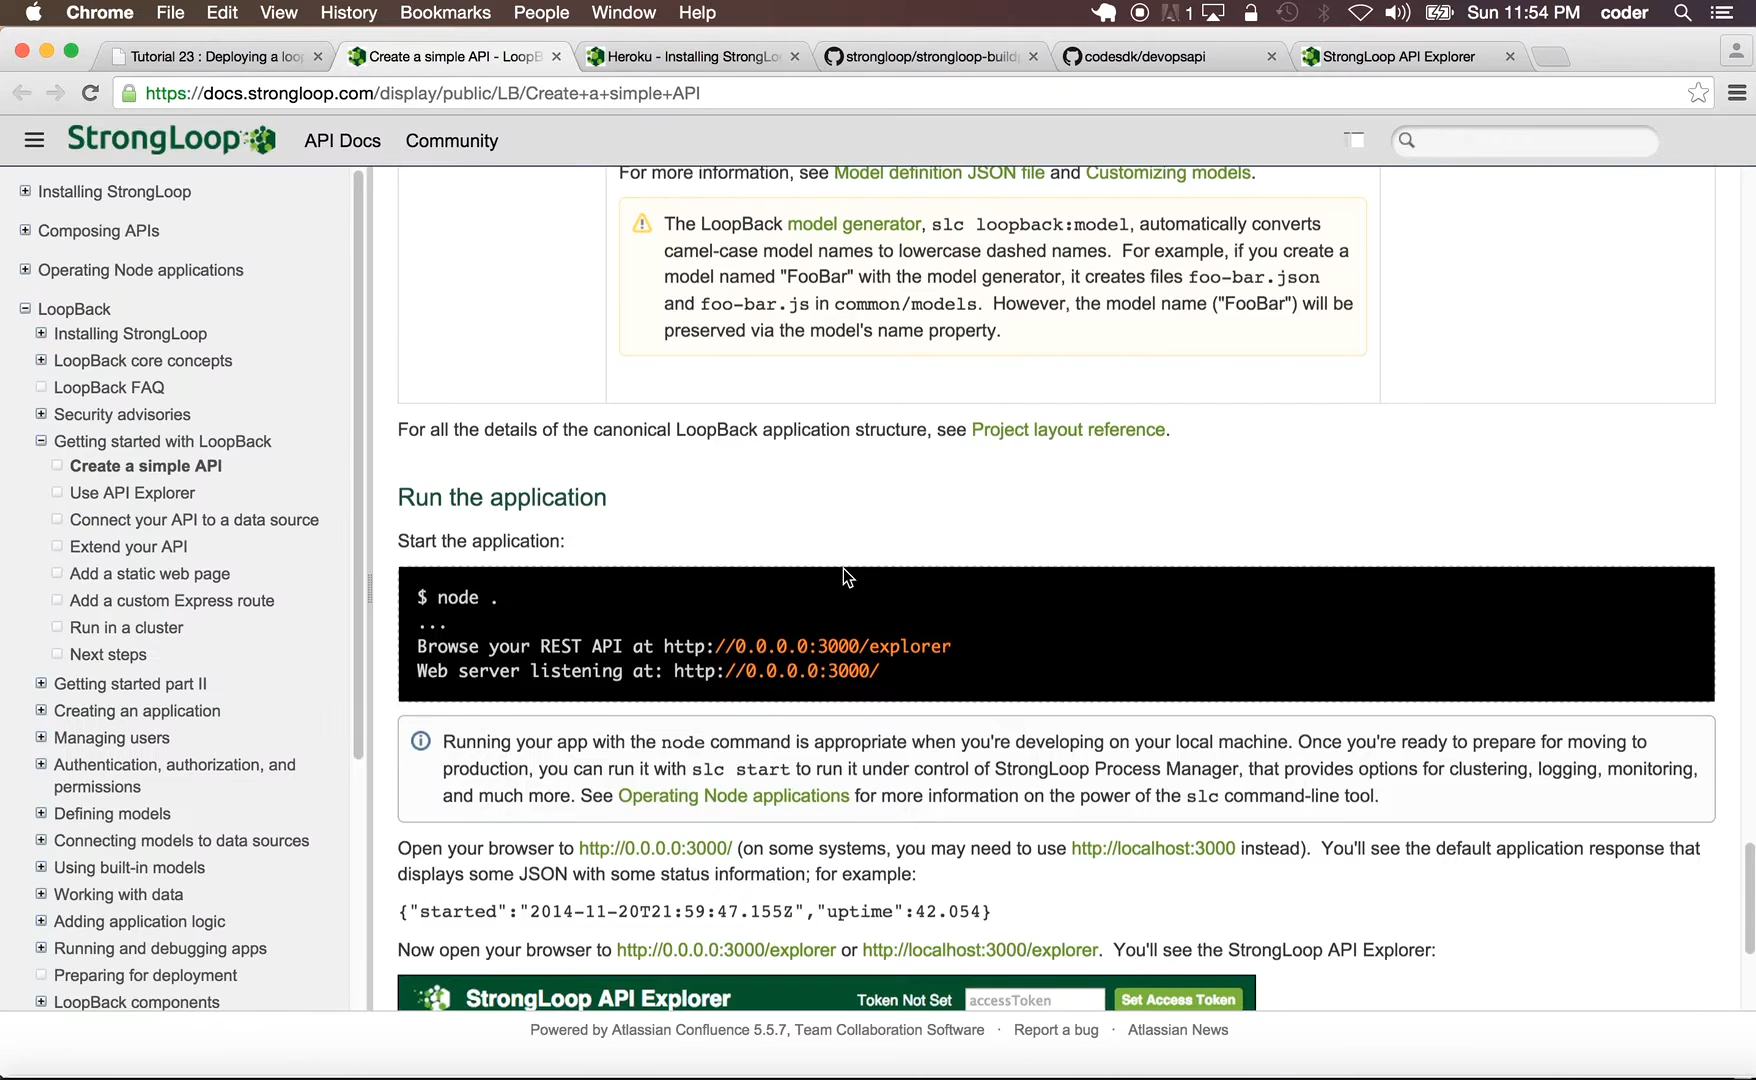 Chrome File Edit View History Bookmarks People Window Help 1 Sun 11:54 PM coder
Tutorial 23 : Deploying a loo
Create a simple API - LoopB
Heroku - Installing StrongLo
strongloop/strongloop-build
codesdk/devopsapi
StrongLoop API Explorer
https://docs.strongloop.com/display/public/LB/Create+a+simple+API
StrongLoop API Docs Community
Installing StrongLoop
Composing APIs
Operating Node applications
LoopBack
Installing StrongLoop
LoopBack core concepts
LoopBack FAQ
Security advisories
Getting started with LoopBack
Create a simple API
Use API Explorer
Connect your API to a data source
Extend your API
Add a static web page
Add a custom Express route
Run in a cluster
Next steps
Getting started part II
Creating an application
Managing users
Authentication, authorization, and
permissions
Defining models
Connecting models to data sources
Using built-in models
Working with data
Adding application logic
Running and debugging apps
Preparing for deployment
LoopBack components
For more information, see Model definition JSON file and Customizing models.
The LoopBack model generator, slc loopback:model, automatically converts
camel-case model names to lowercase dashed names. For example, if you create a
model named "FooBar" with the model generator, it creates files foo-bar.json
and foo-bar.js in common/models. However, the model name ("FooBar") will be
preserved via the model's name property.
For all the details of the canonical LoopBack application structure, see Project layout reference.
Run the application
Start the application:
$ node .
...
Browse your REST API at http://0.0.0.0:3000/explorer
Web server listening at: http://0.0.0.0:3000/
Running your app with the node command is appropriate when you're developing on your local machine. Once you're ready to prepare for moving to
production, you can run it with slc start to run it under control of StrongLoop Process Manager, that provides options for clustering, logging, monitoring,
and much more. See Operating Node applications for more information on the power of the slc command-line tool.
Open your browser to http://0.0.0.0:3000/ (on some systems, you may need to use http://localhost:3000 instead). You'll see the default application response that
displays some JSON with some status information; for example:
{"started":"2014-11-20T21:59:47.155Z","uptime":42.054}
Now open your browser to http://0.0.0.0:3000/explorer or http://localhost:3000/explorer. You'll see the StrongLoop API Explorer:
StrongLoop API Explorer Token Not Set accessToken Set Access Token
Powered by Atlassian Confluence 5.5.7, Team Collaboration Software · Report a bug · Atlassian News